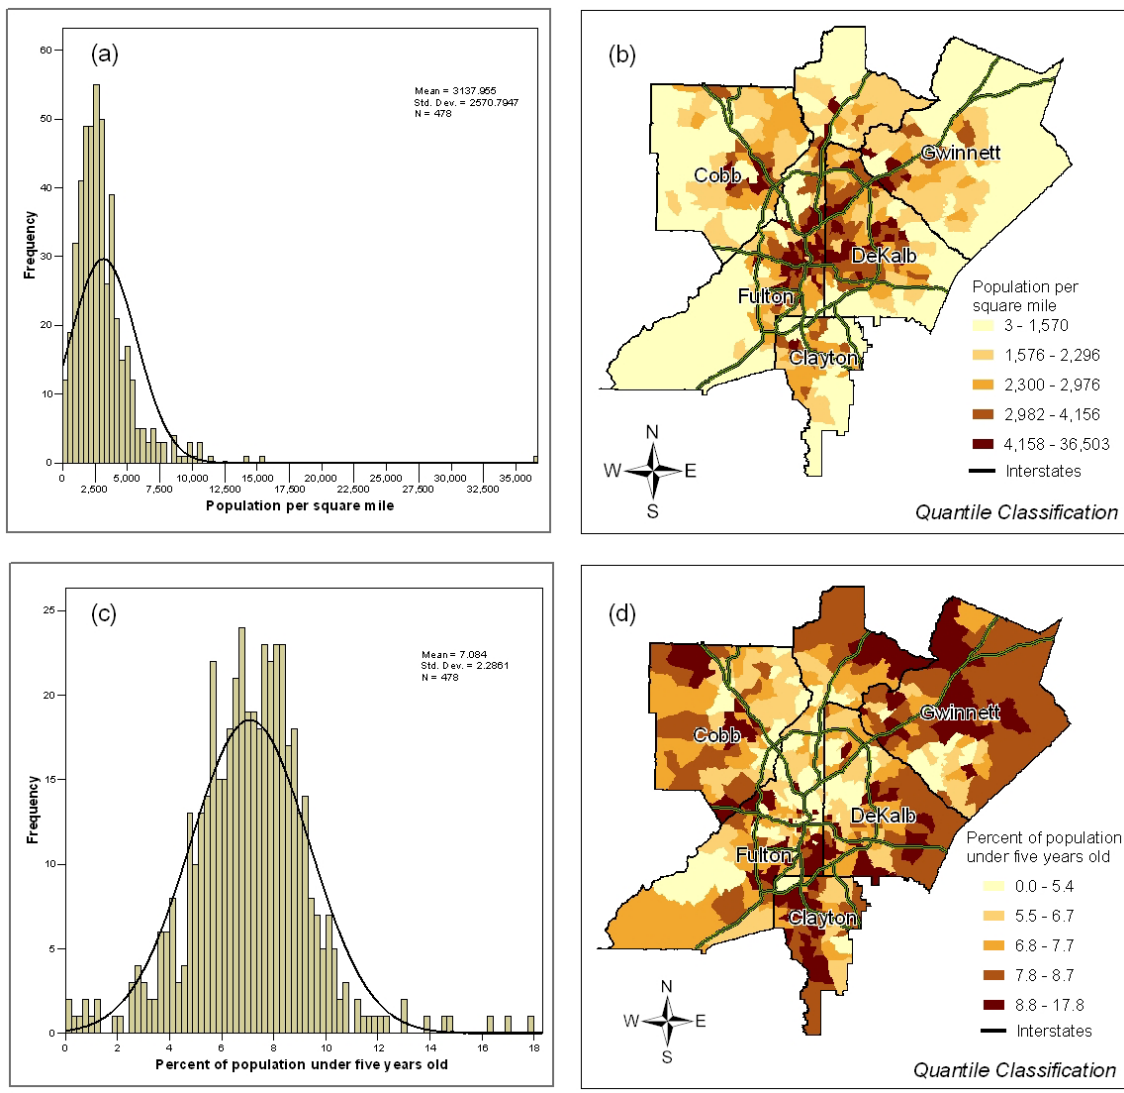 (a)
60
50
40
30
20
10
0
Frequency
Mean = 3137.955
Std. Dev. = 2570.7947
N = 478
0 5,000 10,000 15,000 20,000 25,000 30,000 35,000
2,500 7,500 12,500 17,500 22,500 27,500 32,500
Population per square mile
(b)
Gwinnett
Cobb
DeKalb
Fulton
Clayton
Population per
square mile
3 - 1,570
1,576 - 2,296
2,300 - 2,976
2,982 - 4,156
4,158 - 36,503
Interstates
N
W E
S
Quantile Classification
(c)
25
20
15
10
5
0
Frequency
Mean = 7.084
Std. Dev. = 2.2861
N = 478
0 2 4 6 8 10 12 14 16 18
Percent of population under five years old
(d)
Gwinnett
Cobb
DeKalb
Fulton
Clayton
Percent of population
under five years old
0.0 - 5.4
5.5 - 6.7
6.8 - 7.7
7.8 - 8.7
8.8 - 17.8
Interstates
N
W E
S
Quantile Classification